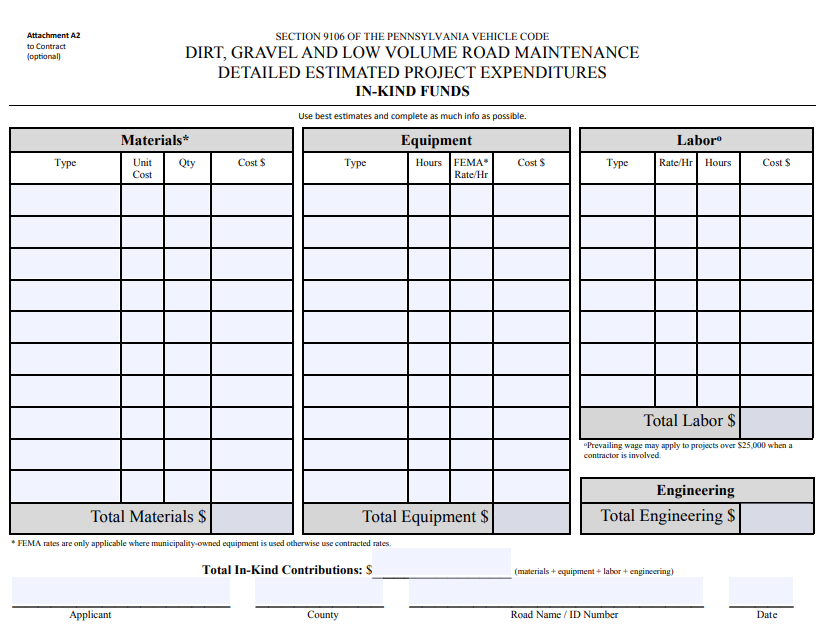 Attachment A2
to Contract
(optional)
SECTION 9106 OF THE PENNSYLVANIA VEHICLE CODE
DIRT, GRAVEL AND LOW VOLUME ROAD MAINTENANCE
DETAILED ESTIMATED PROJECT EXPENDITURES
IN-KIND FUNDS
Use best estimates and complete as much info as possible.
Materials*
Type Unit Cost Qty Cost $
Total Materials $
Equipment
Type Hours FEMA* Rate/Hr Cost $
Total Equipment $
Laborº
Type Rate/Hr Hours Cost $
Total Labor $
ºPrevailing wage may apply to projects over $25,000 when a
contractor is involved.
Engineering
Total Engineering $
* FEMA rates are only applicable where municipality-owned equipment is used otherwise use contracted rates.
Total In-Kind Contributions: $ (materials + equipment + labor + engineering)
Applicant County Road Name / ID Number Date